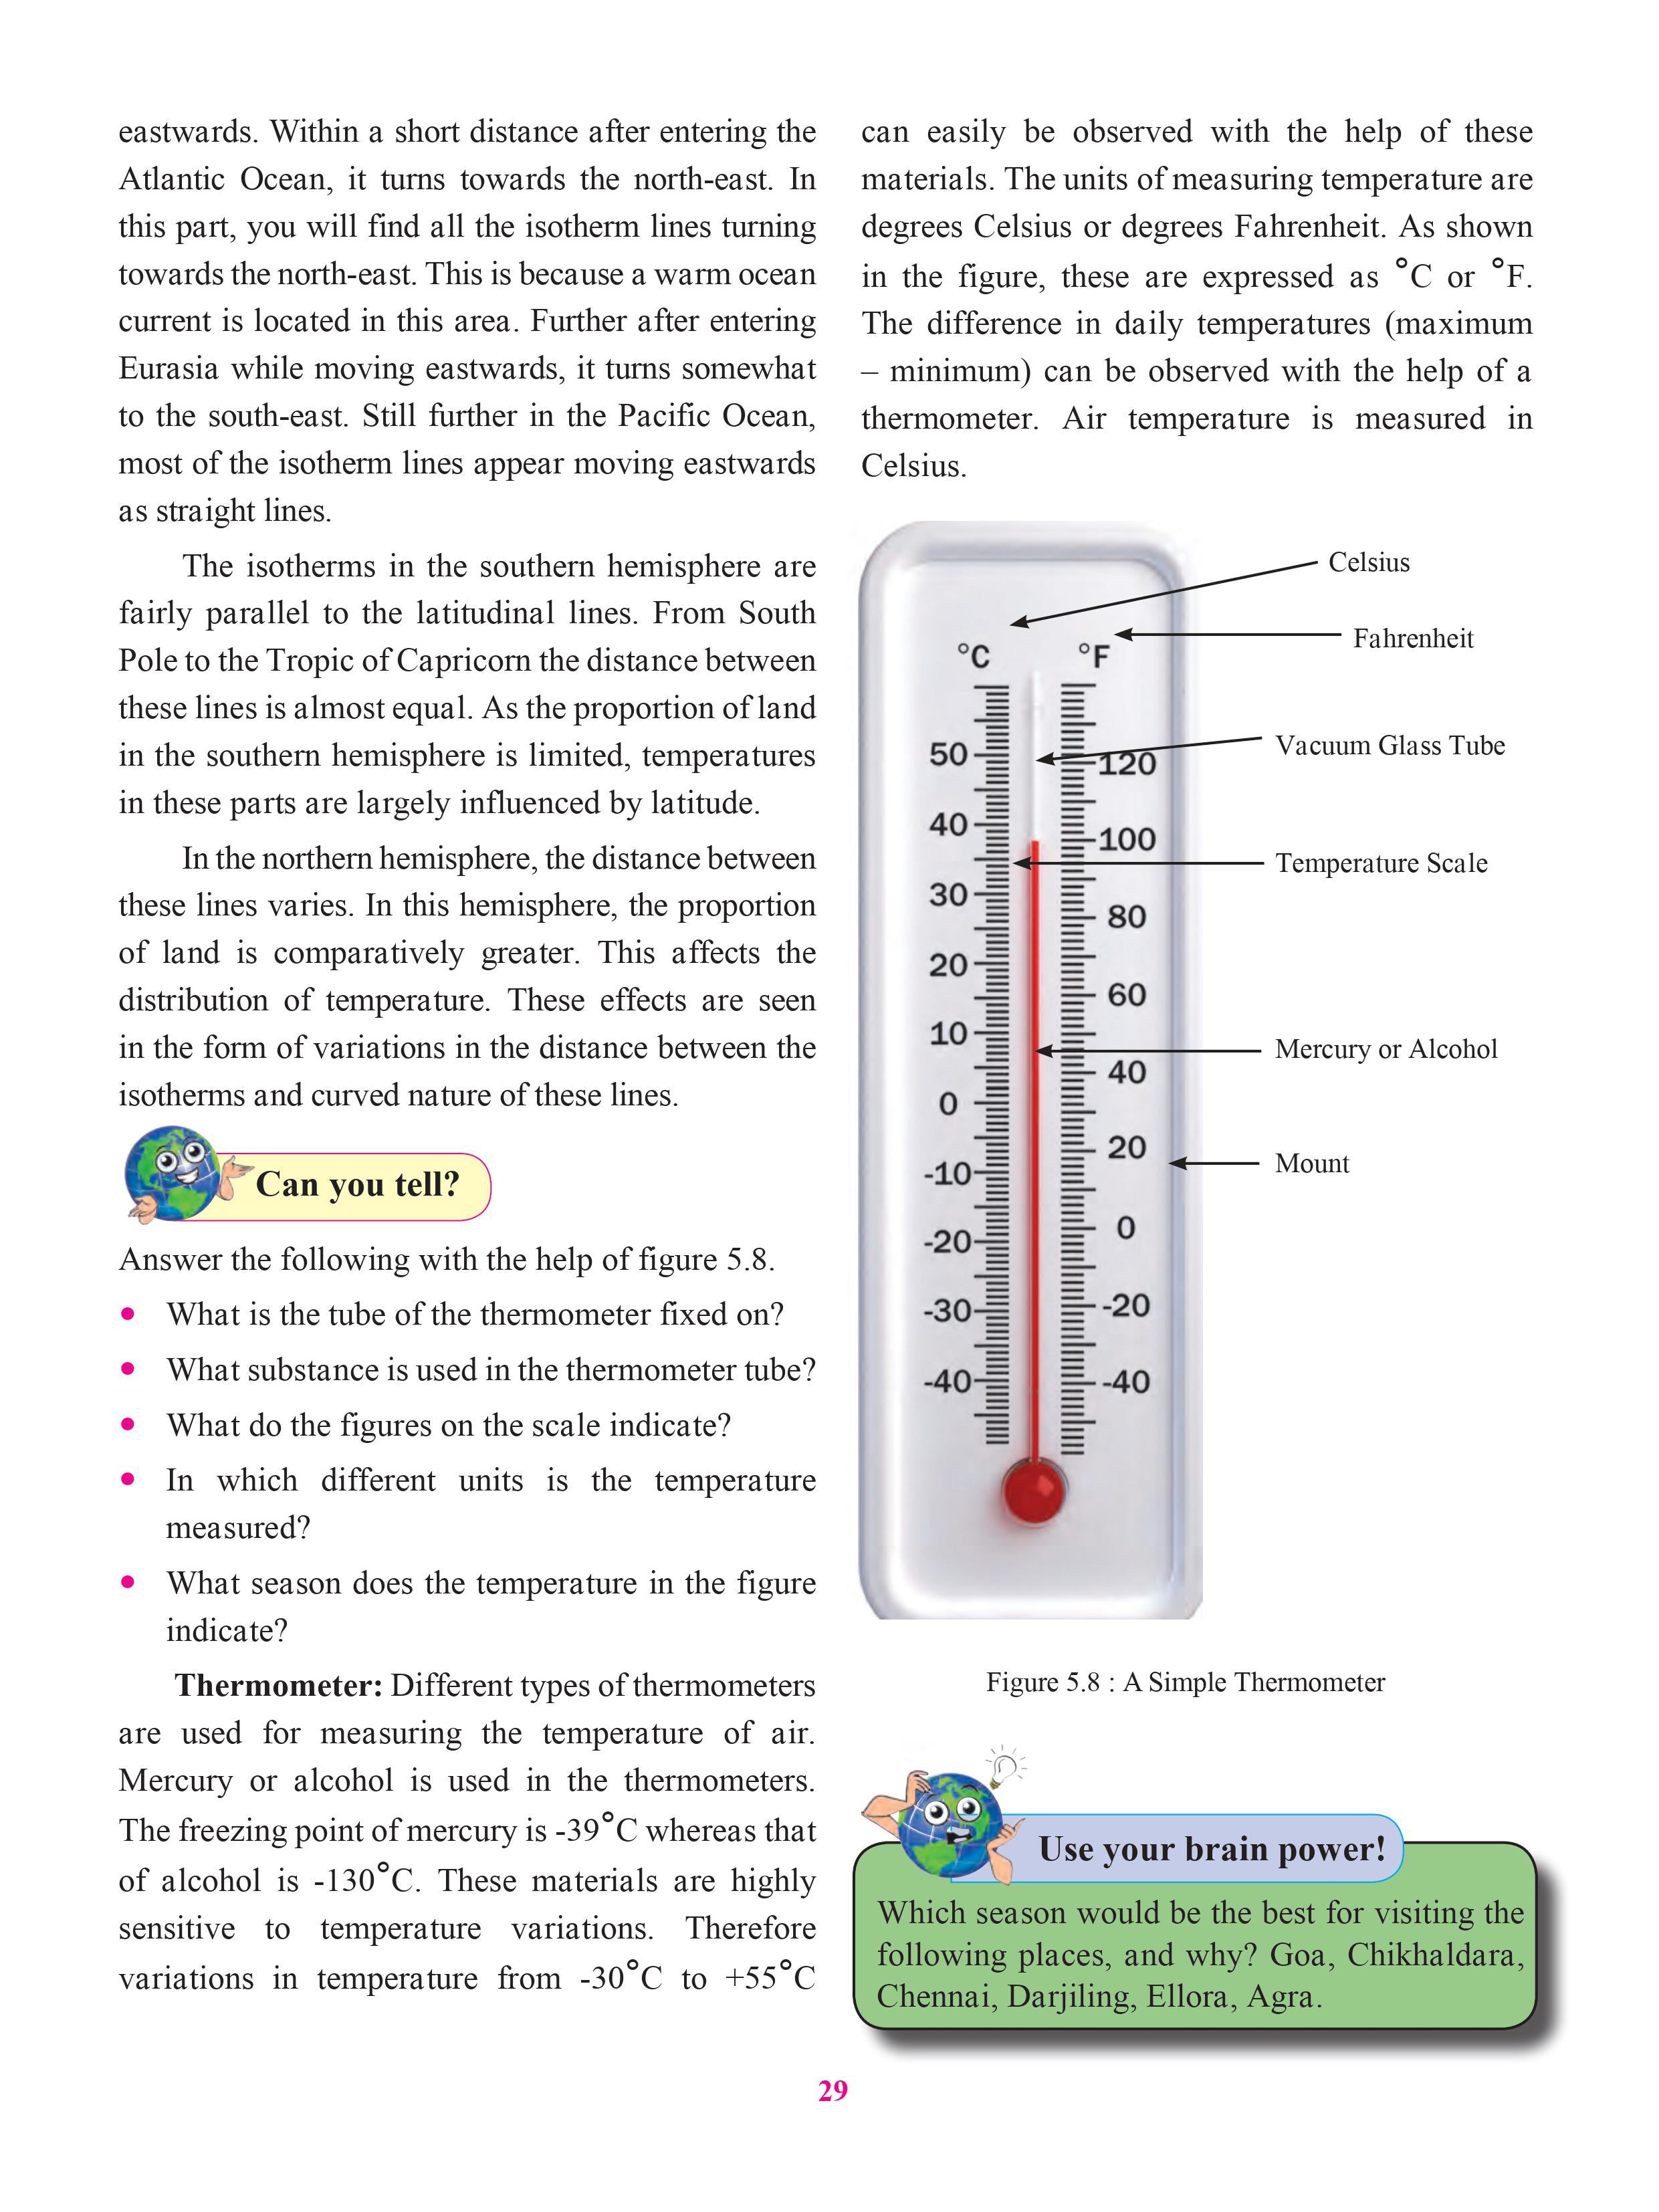 eastwards. Within a short distance after entering the
Atlantic Ocean, it turns towards the north-east. In
this part, you will find all the isotherm lines turning
towards the north-east. This is because a warm ocean
current is located in this area. Further after entering
Eurasia while moving eastwards, it turns somewhat
to the south-east. Still further in the Pacific Ocean,
most of the isotherm lines appear moving eastwards
as straight lines.
The isotherms in the southern hemisphere are
fairly parallel to the latitudinal lines. From South
Pole to the Tropic of Capricorn the distance between
these lines is almost equal. As the proportion of land
in the southern hemisphere is limited, temperatures
in these parts are largely influenced by latitude.
In the northern hemisphere, the distance between
these lines varies. In this hemisphere, the proportion
of land is comparatively greater. This affects the
distribution of temperature. These effects are seen
in the form of variations in the distance between the
isotherms and curved nature of these lines.
Can you tell?
Answer the following with the help of figure 5.8.
• What is the tube of the thermometer fixed on?
• What substance is used in the thermometer tube?
• What do the figures on the scale indicate?
• In which different units is the temperature
measured?
• What season does the temperature in the figure
indicate?
Thermometer: Different types of thermometers
are used for measuring the temperature of air.
Mercury or alcohol is used in the thermometers.
The freezing point of mercury is -39°C whereas that
of alcohol is -130°C. These materials are highly
sensitive to temperature variations. Therefore
variations in temperature from -30°C to +55°C
can easily be observed with the help of these
materials. The units of measuring temperature are
degrees Celsius or degrees Fahrenheit. As shown
in the figure, these are expressed as °C or °F.
The difference in daily temperatures (maximum
– minimum) can be observed with the help of a
thermometer. Air temperature is measured in
Celsius.
Celsius
Fahrenheit
°C °F
Vacuum Glass Tube
50 120
40 100
Temperature Scale
30 80
20 60
10
Mercury or Alcohol
40
0
20
-10
Mount
0
-20
-30 -20
-40 -40
Figure 5.8 : A Simple Thermometer
Use your brain power!
Which season would be the best for visiting the
following places, and why? Goa, Chikhaldara,
Chennai, Darjiling, Ellora, Agra.
29